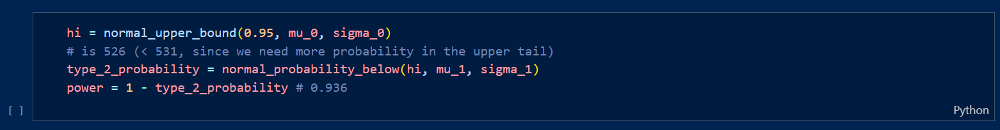 hi = normal_upper_bound(0.95, mu_0, sigma_0)
# is 526 (< 531, since we need more probability in the upper tail)
type_2_probability = normal_probability_below(hi, mu_1, sigma_1)
power = 1 - type_2_probability # 0.936
[ ]
Python